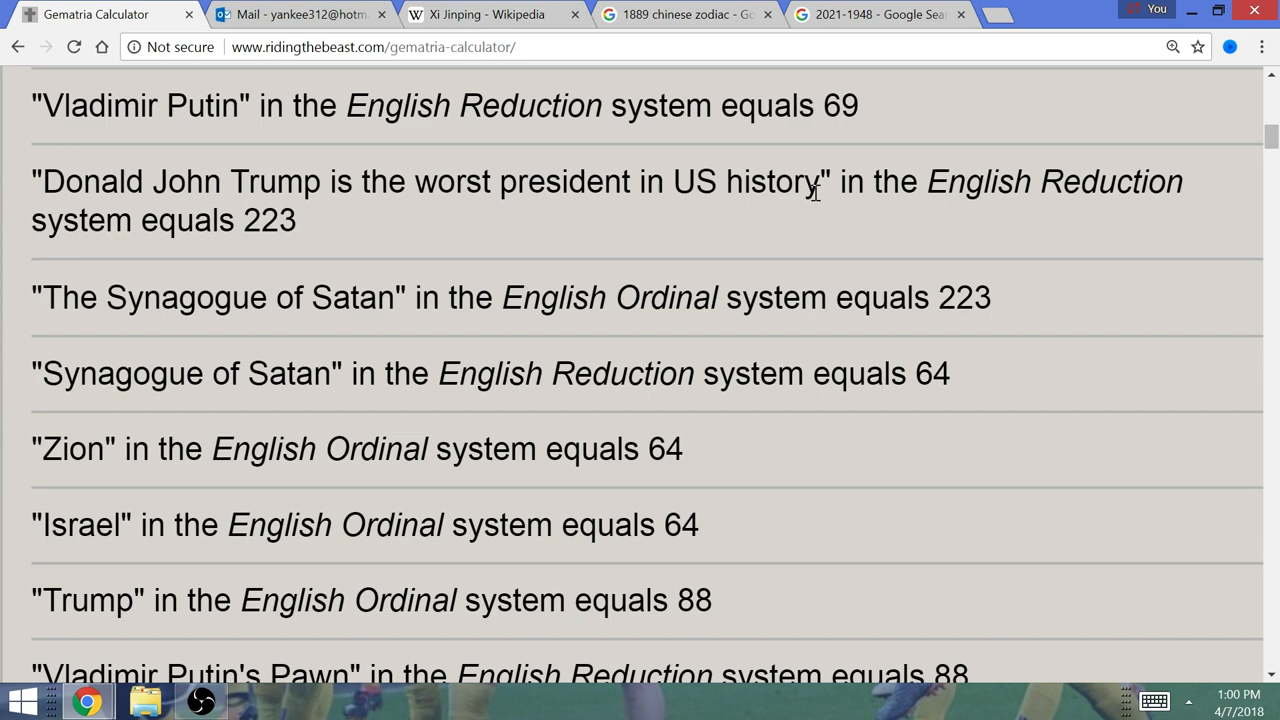 Gematria Calculator
Mail - yankee312@hotm
Xi Jinping - Wikipedia
1889 chinese zodiac - Go
2021-1948 - Google Sea
You
Not secure
www.ridingthebeast.com/gematria-calculator/
"Vladimir Putin" in the English Reduction system equals 69
"Donald John Trump is the worst president in US history" in the English Reduction
system equals 223
"The Synagogue of Satan" in the English Ordinal system equals 223
"Synagogue of Satan" in the English Reduction system equals 64
"Zion" in the English Ordinal system equals 64
"Israel" in the English Ordinal system equals 64
"Trump" in the English Ordinal system equals 88
"Vladimir Putin's Pawn" in the English Reduction system equals 88
1:00 PM
4/7/2018